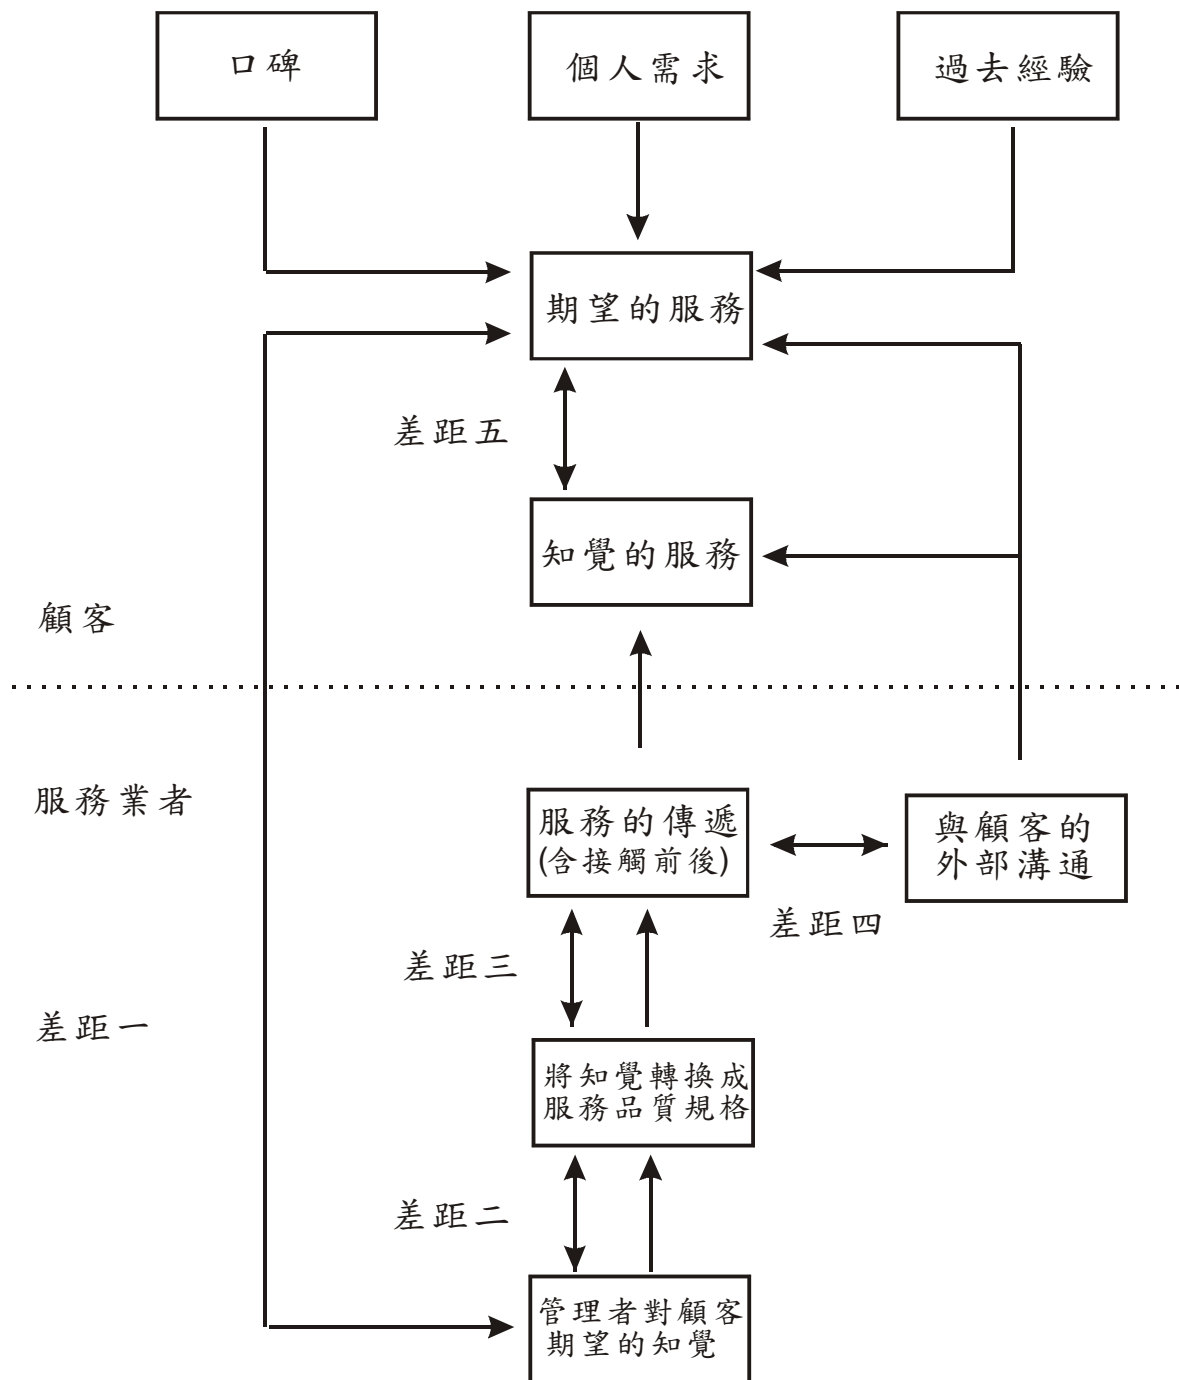 口碑
個人需求
過去經驗
期望的服務
差距五
知覺的服務
顧客
服務業者
服務的傳遞
(含接觸前後)
與顧客的
外部溝通
差距四
差距三
差距一
將知覺轉換成
服務品質規格
差距二
管理者對顧客
期望的知覺